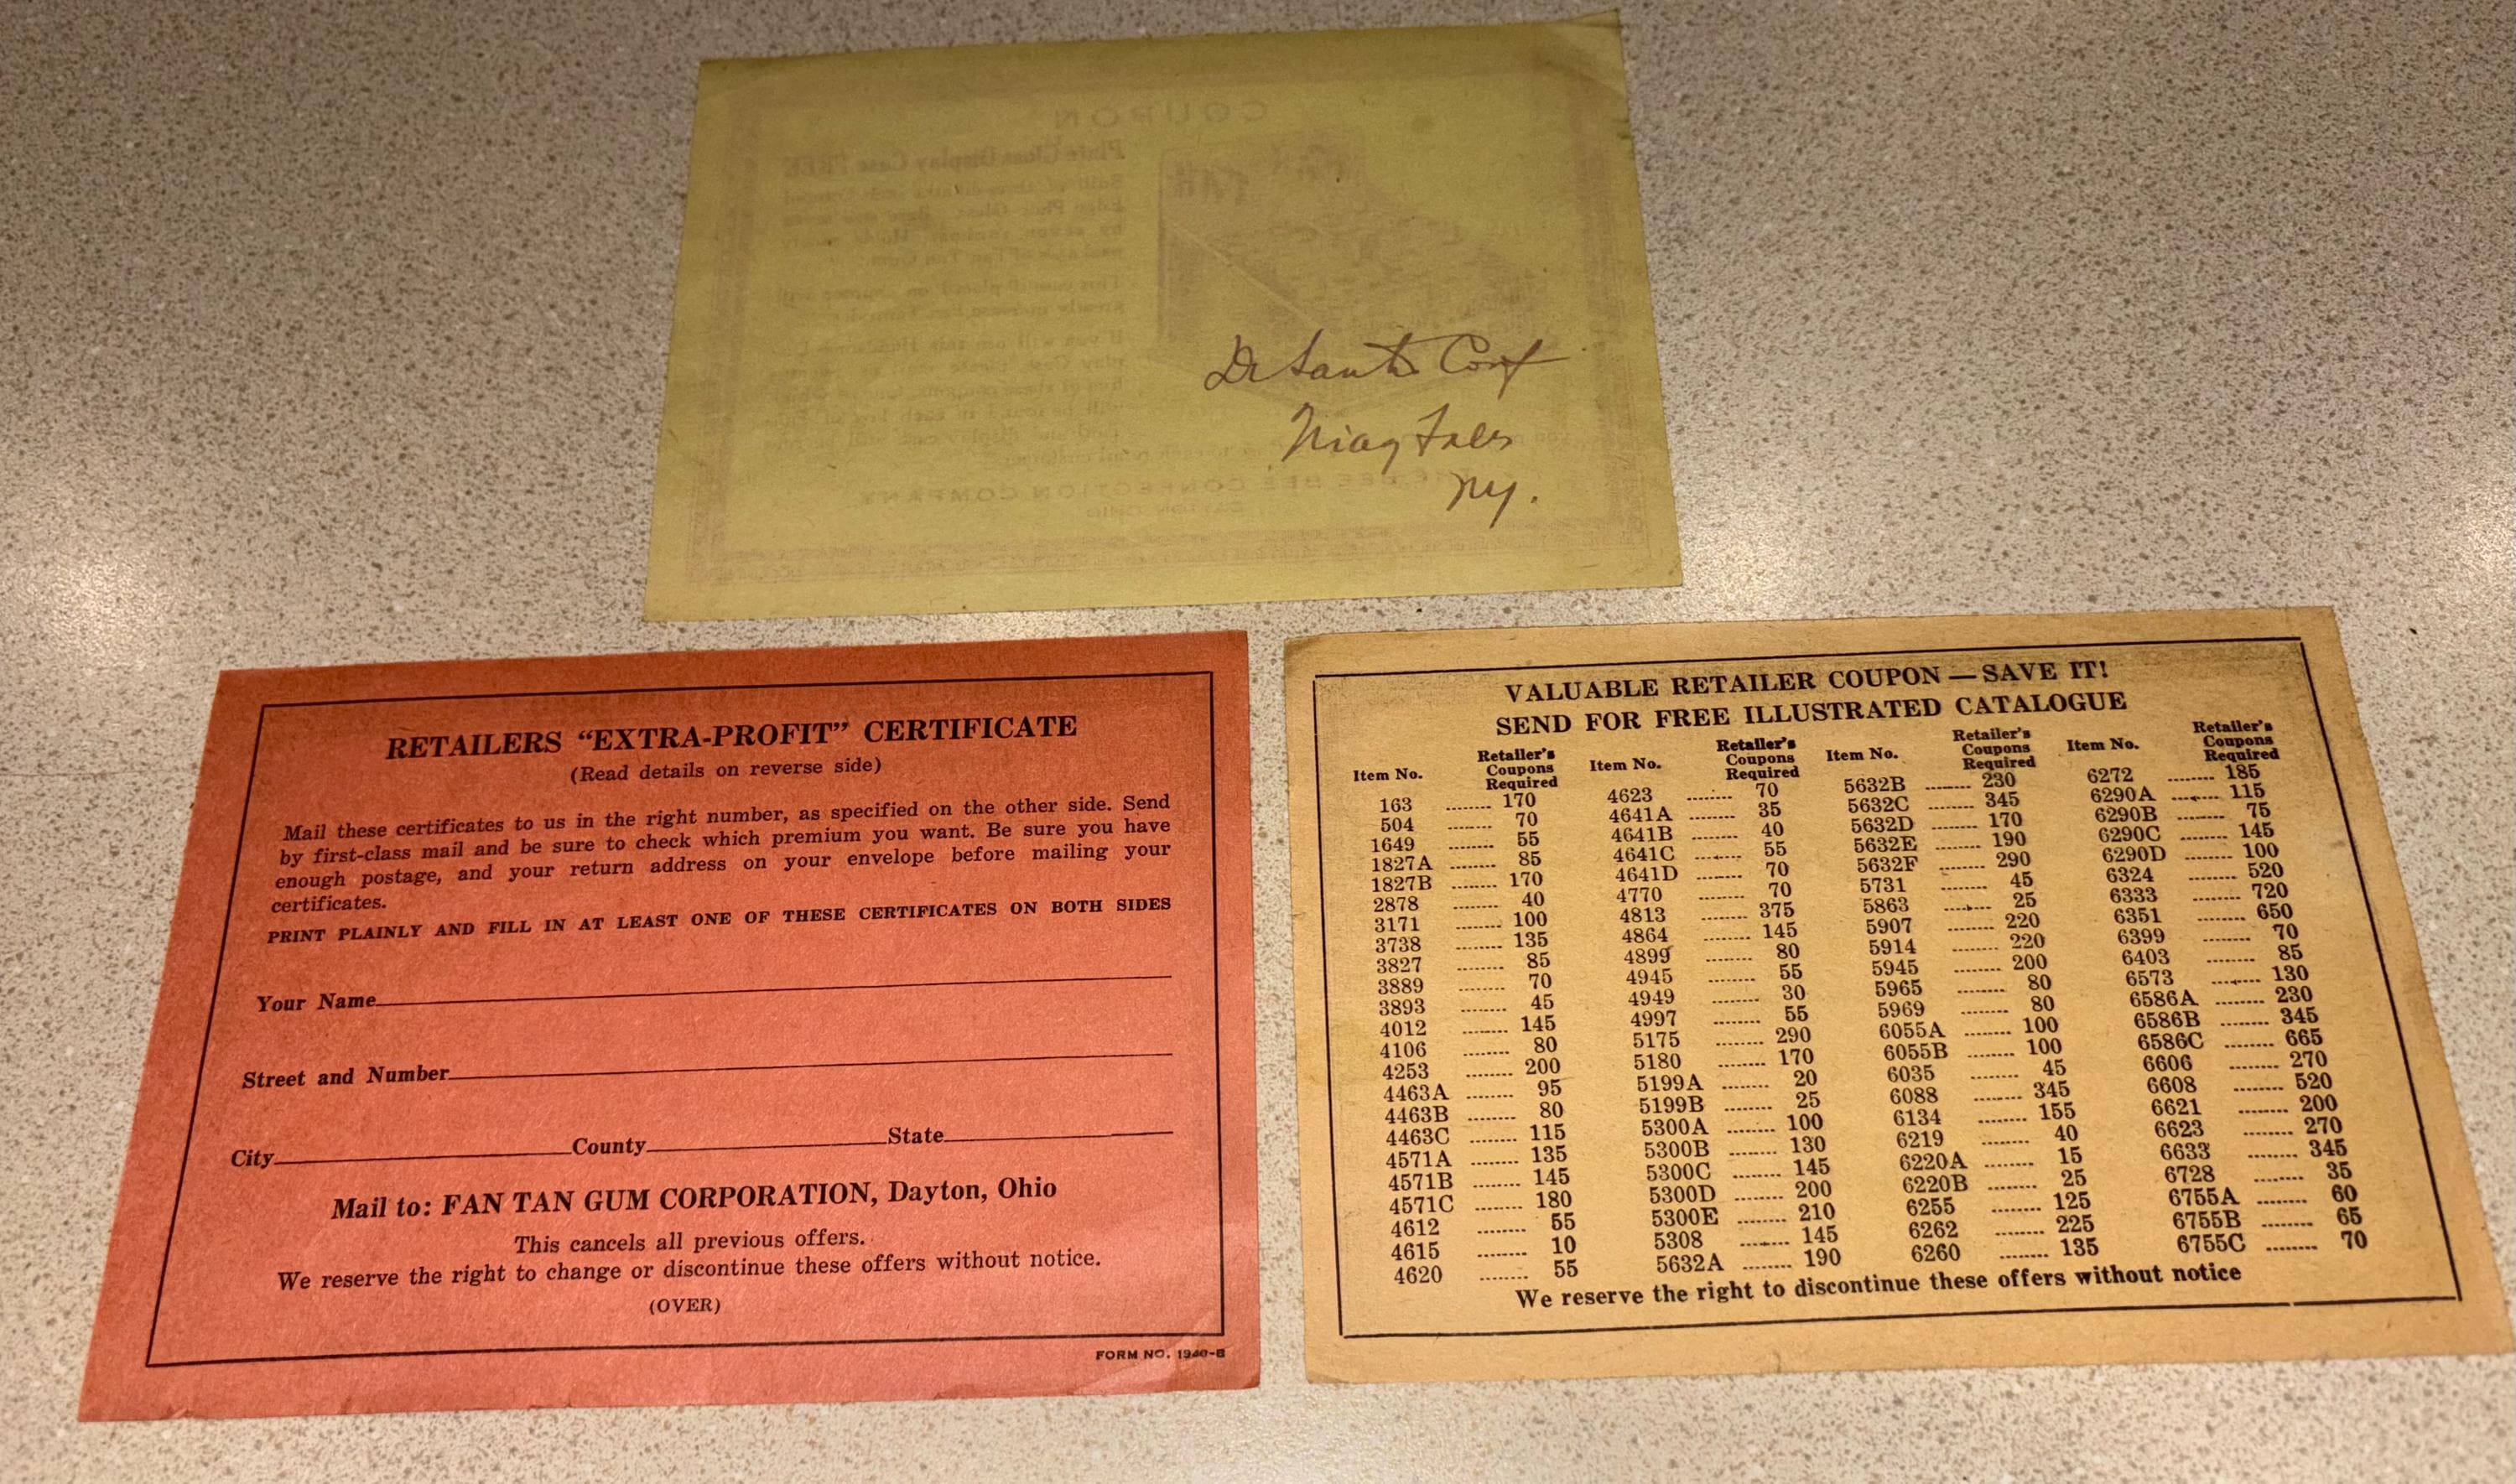 COUPON
Plate Glass Display Case FREE
DeSantis Conf
Niag Falls
Ny.
RETAILERS “EXTRA-PROFIT” CERTIFICATE
(Read details on reverse side)
Mail these certificates to us in the right number, as specified on the other side. Send
by first-class mail and be sure to check which premium you want. Be sure you have
enough postage, and your return address on your envelope before mailing your
certificates.
PRINT PLAINLY AND FILL IN AT LEAST ONE OF THESE CERTIFICATES ON BOTH SIDES
Your Name
Street and Number
City County State
Mail to: FAN TAN GUM CORPORATION, Dayton, Ohio
This cancels all previous offers.
We reserve the right to change or discontinue these offers without notice.
(OVER)
FORM NO. 1940-B
VALUABLE RETAILER COUPON — SAVE IT!
SEND FOR FREE ILLUSTRATED CATALOGUE
Item No. Retailer's Coupons Required Item No. Retailer's Coupons Required Item No. Retailer's Coupons Required Item No. Retailer's Coupons Required
163 ........ 170 4623 ........ 70 5632B ........ 230 6272 ........ 185
504 ........ 70 4641A ........ 35 5632C ........ 345 6290A ........ 115
1649 ........ 55 4641B ........ 40 5632D ........ 170 6290B ........ 75
1827A ........ 85 4641C ........ 55 5632E ........ 190 6290C ........ 145
1827B ........ 170 4641D ........ 70 5632F ........ 290 6290D ........ 100
2878 ........ 40 4770 ........ 70 5731 ........ 45 6324 ........ 520
3171 ........ 100 4813 ........ 375 5863 ........ 25 6333 ........ 720
3738 ........ 135 4864 ........ 145 5907 ........ 220 6351 ........ 650
3827 ........ 85 4899 ........ 80 5914 ........ 220 6399 ........ 70
3889 ........ 70 4945 ........ 55 5945 ........ 200 6403 ........ 85
3893 ........ 45 4949 ........ 30 5965 ........ 80 6573 ........ 130
4012 ........ 145 4997 ........ 55 5969 ........ 80 6586A ........ 230
4106 ........ 80 5175 ........ 290 6055A ........ 100 6586B ........ 345
4253 ........ 200 5180 ........ 170 6055B ........ 100 6586C ........ 665
4463A ........ 95 5199A ........ 20 6035 ........ 45 6606 ........ 270
4463B ........ 80 5199B ........ 25 6088 ........ 345 6608 ........ 520
4463C ........ 115 5300A ........ 100 6134 ........ 155 6621 ........ 200
4571A ........ 135 5300B ........ 130 6219 ........ 40 6623 ........ 270
4571B ........ 145 5300C ........ 145 6220A ........ 15 6633 ........ 345
4571C ........ 180 5300D ........ 200 6220B ........ 25 6728 ........ 35
4612 ........ 55 5300E ........ 210 6255 ........ 125 6755A ........ 60
4615 ........ 10 5308 ........ 145 6262 ........ 225 6755B ........ 65
4620 ........ 55 5632A ........ 190 6260 ........ 135 6755C ........ 70
We reserve the right to discontinue these offers without notice